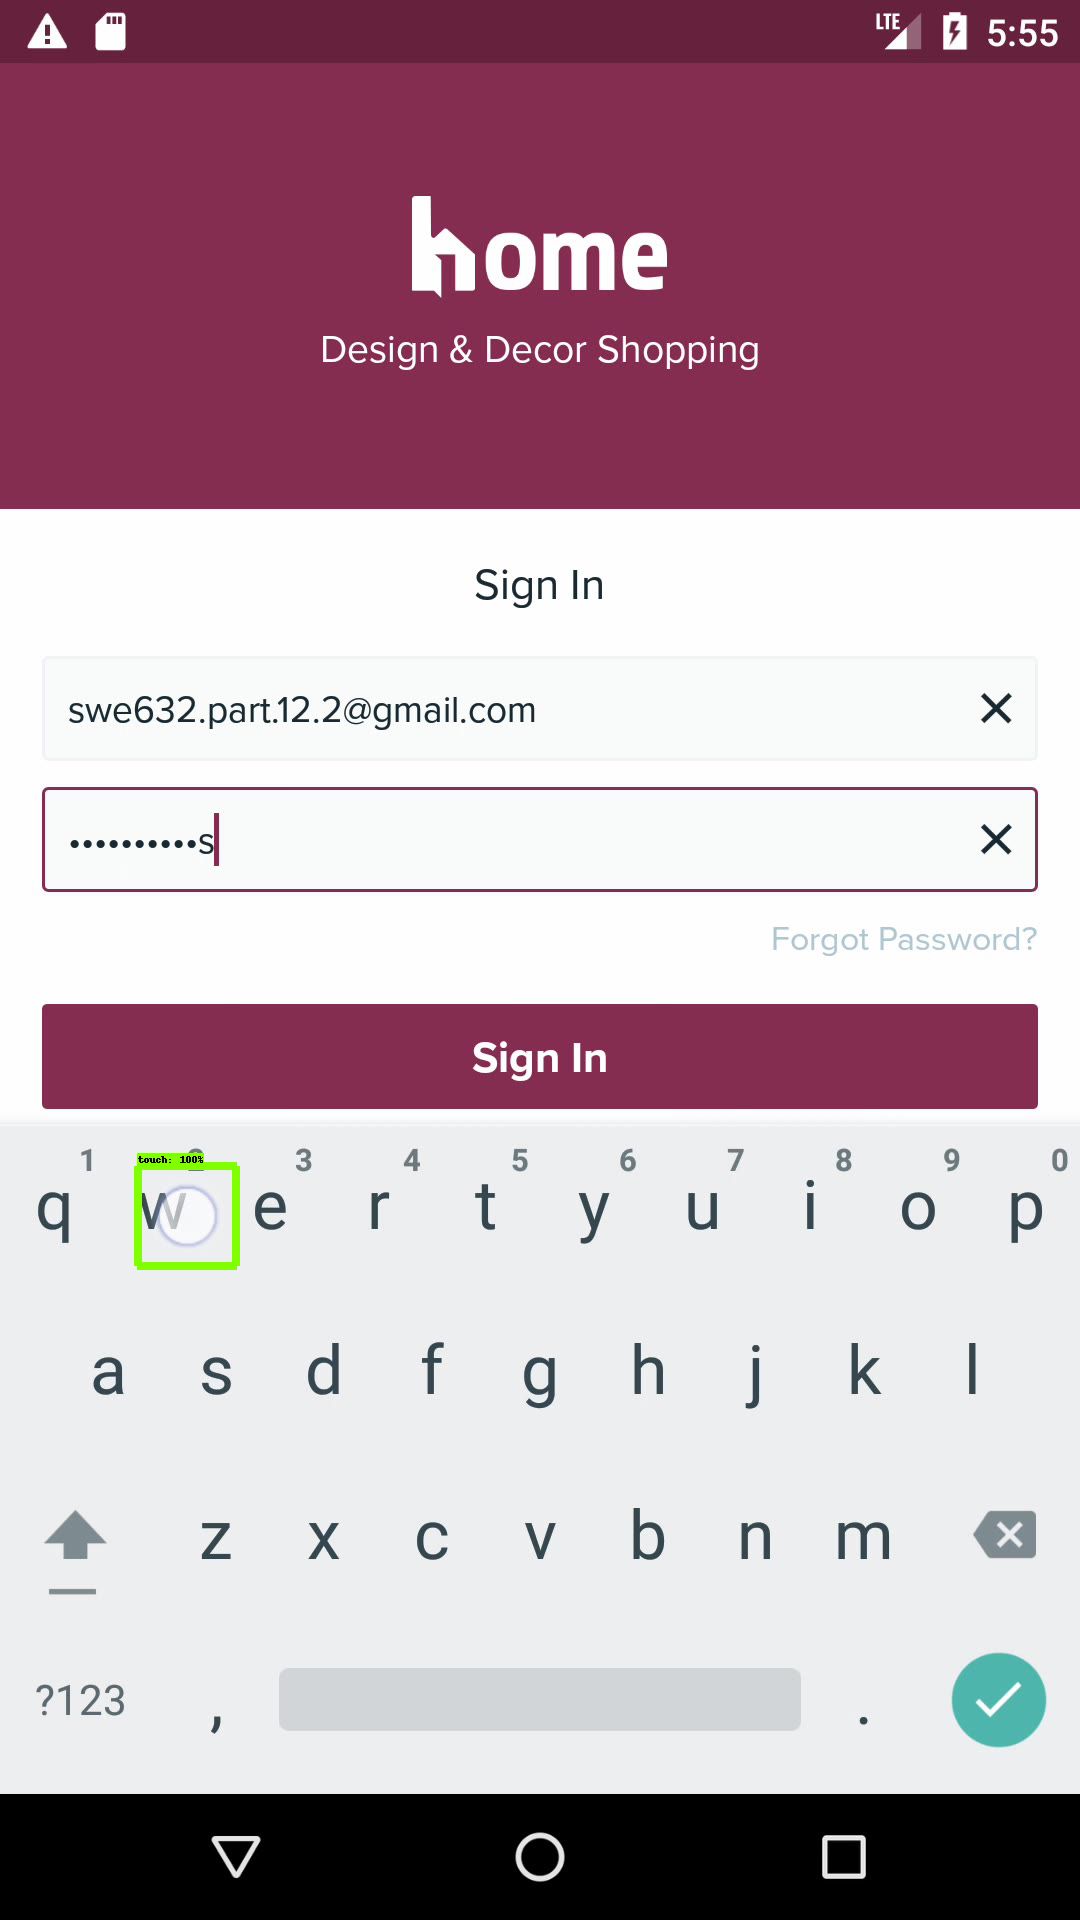 LTE 5:55
home
Design & Decor Shopping
Sign In
swe632.part.12.2@gmail.com
••••••••••s
Forgot Password?
Sign In
1 2 3 4 5 6 7 8 9 0
touch: 100%
q w e r t y u i o p
a s d f g h j k l
z x c v b n m
?123 , .